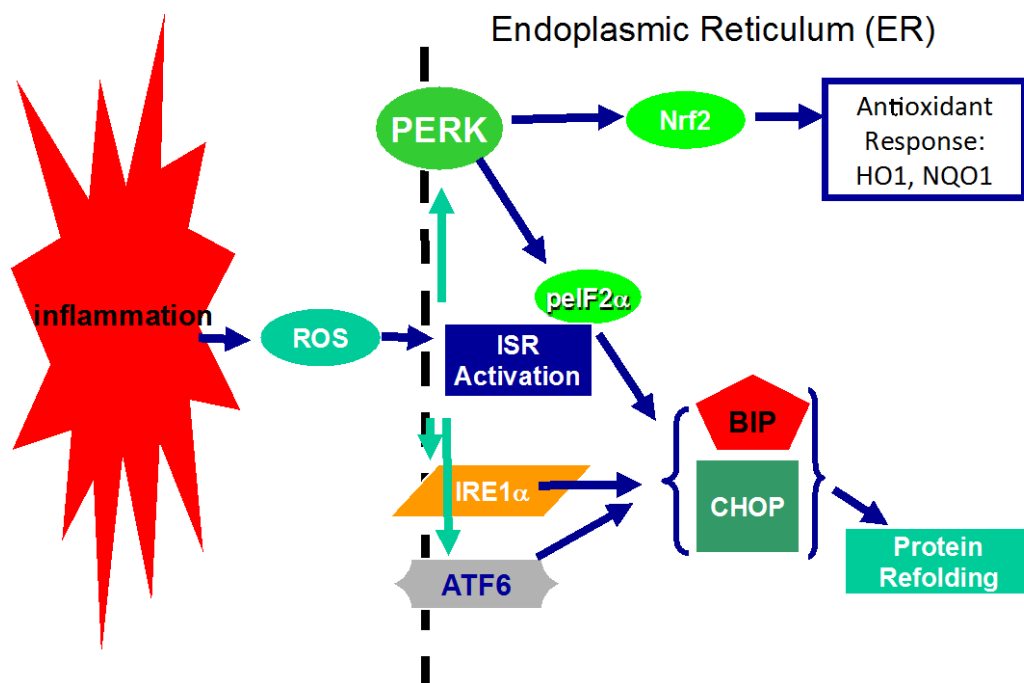 Endoplasmic Reticulum (ER)
PERK
Nrf2
Antioxidant
Response:
HO1, NQO1
peIF2α
inflammation
ROS
ISR
Activation
BIP
IRE1α
CHOP
ATF6
Protein
Refolding